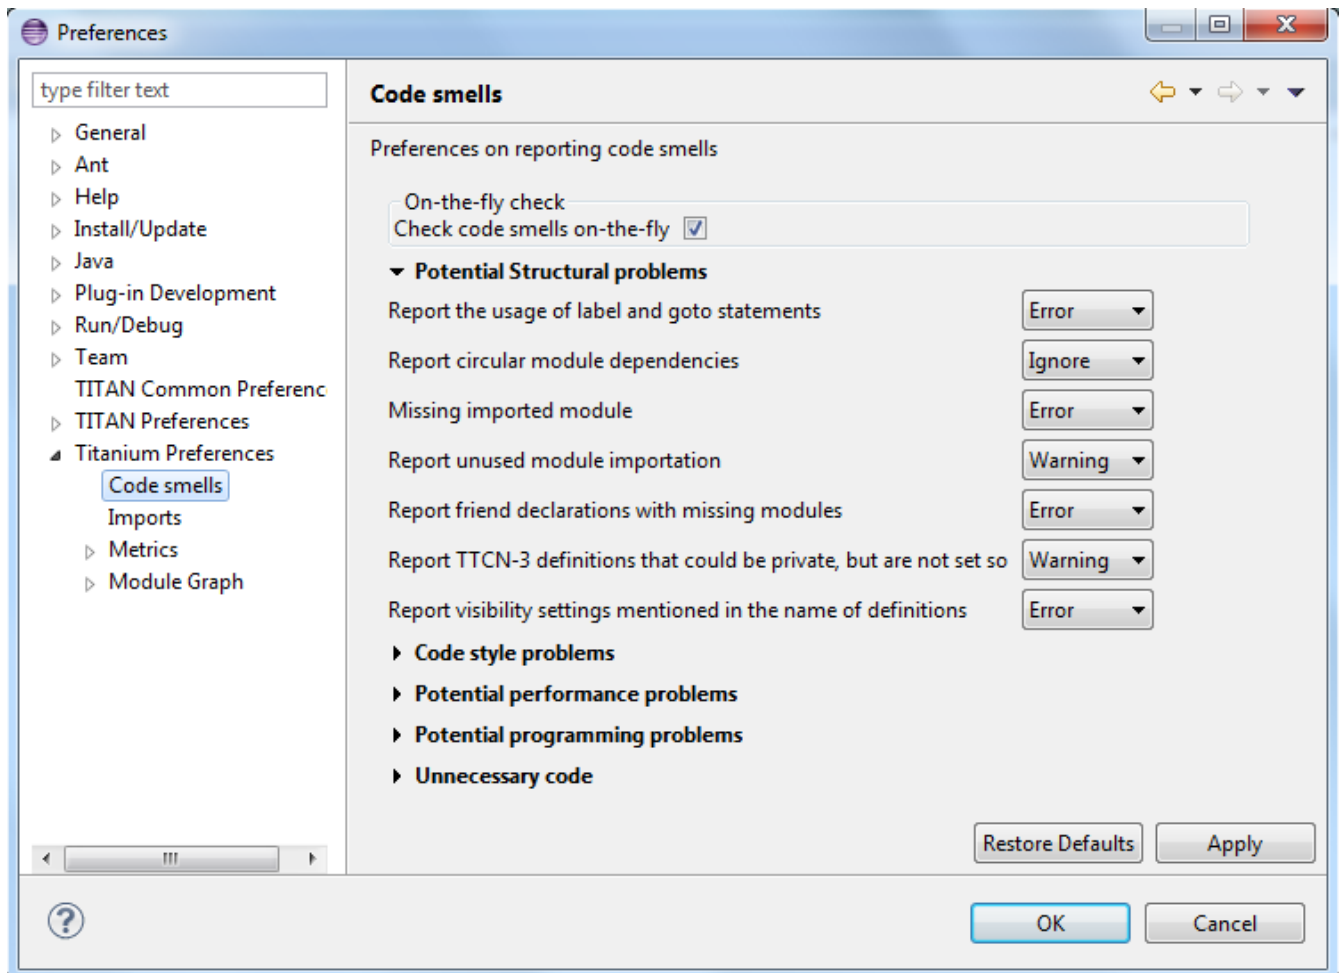 Preferences
type filter text
General
Ant
Help
Install/Update
Java
Plug-in Development
Run/Debug
Team
TITAN Common Preferenc
TITAN Preferences
Titanium Preferences
Code smells
Imports
Metrics
Module Graph
Code smells
Preferences on reporting code smells
On-the-fly check
Check code smells on-the-fly
Potential Structural problems
Report the usage of label and goto statements Error
Report circular module dependencies Ignore
Missing imported module Error
Report unused module importation Warning
Report friend declarations with missing modules Error
Report TTCN-3 definitions that could be private, but are not set so Warning
Report visibility settings mentioned in the name of definitions Error
Code style problems
Potential performance problems
Potential programming problems
Unnecessary code
Restore Defaults Apply
? OK Cancel